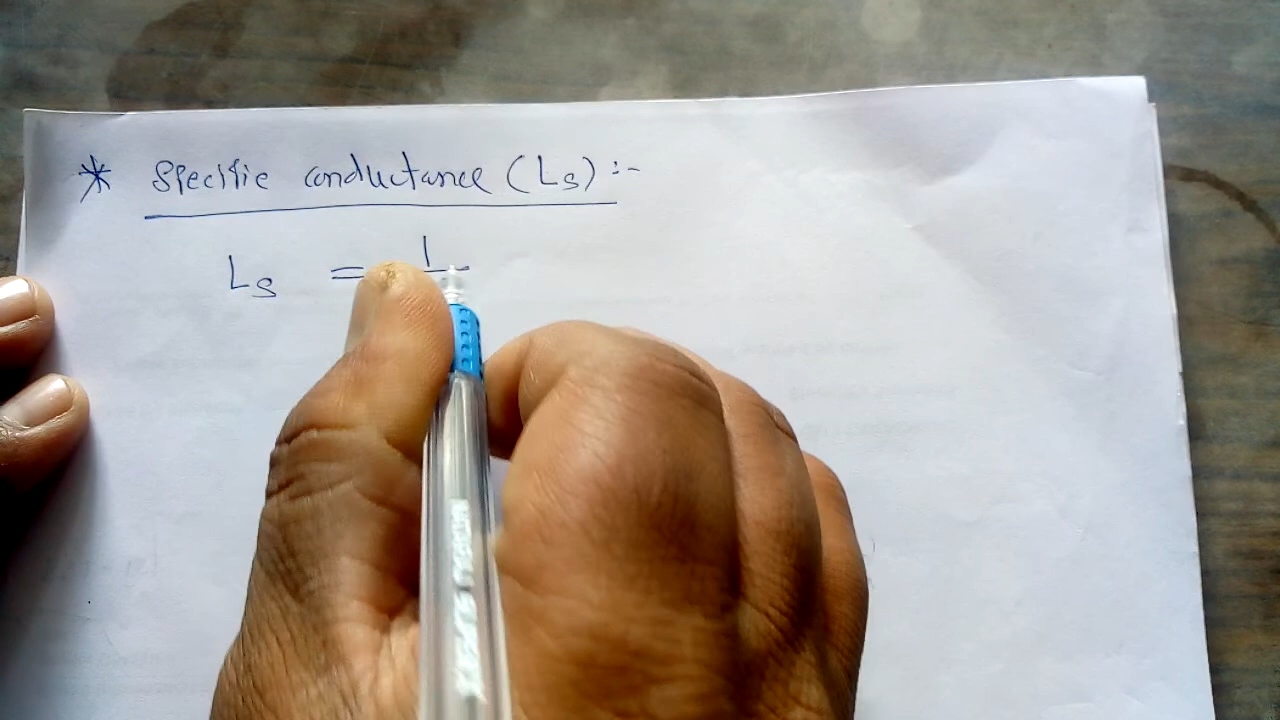 * Specific conductance (Ls) :-
Ls = 1